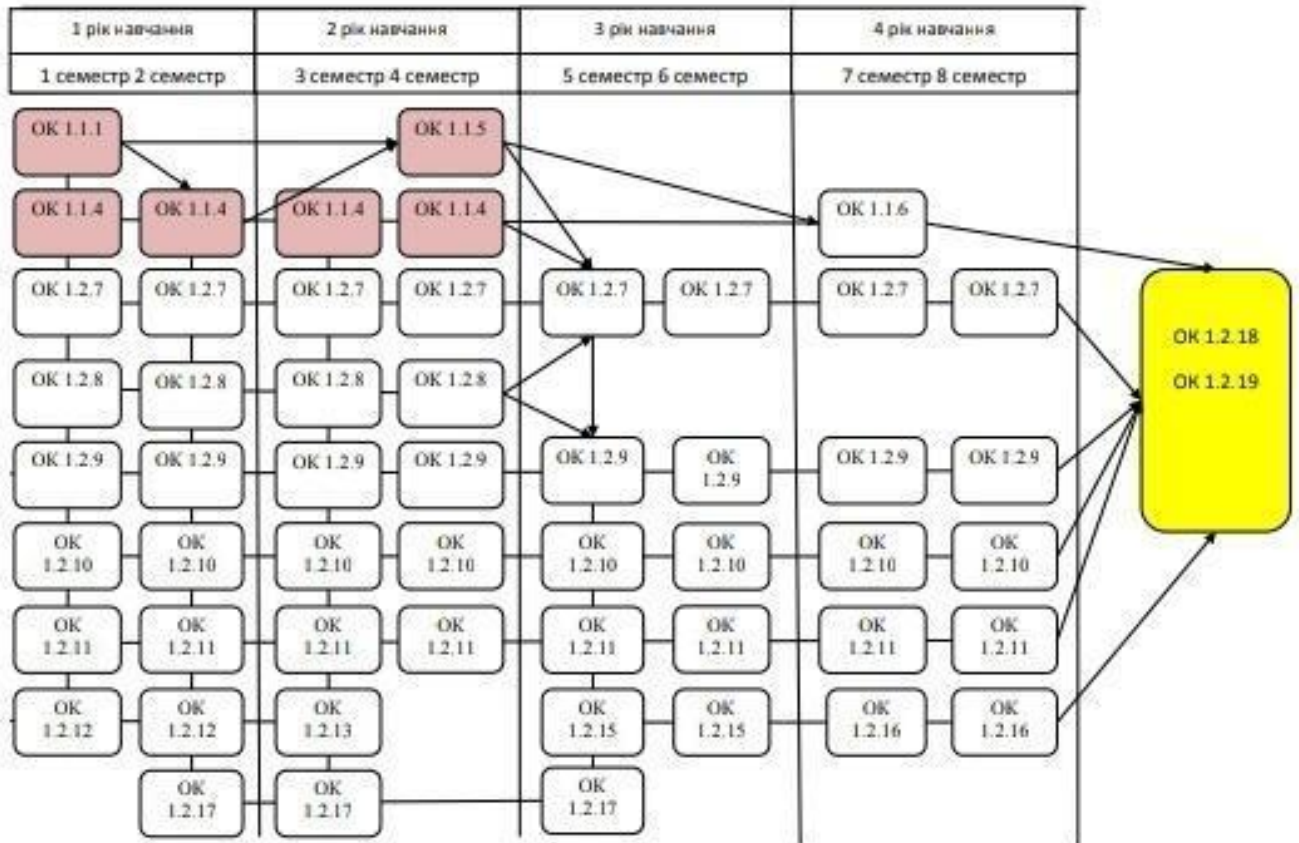 1 рік навчання
2 рік навчання
3 рік навчання
4 рік навчання
1 семестр 2 семестр
3 семестр 4 семестр
5 семестр 6 семестр
7 семестр 8 семестр
ОК 1.1.1
ОК 1.1.5
ОК 1.1.4
ОК 1.1.4
ОК 1.1.4
ОК 1.1.4
ОК 1.1.6
ОК 1.2.7
ОК 1.2.7
ОК 1.2.7
ОК 1.2.7
ОК 1.2.7
ОК 1.2.7
ОК 1.2.7
ОК 1.2.7
ОК 1.2.18
ОК 1.2.19
ОК 1.2.8
ОК 1.2.8
ОК 1.2.8
ОК 1.2.8
ОК 1.2.9
ОК 1.2.9
ОК 1.2.9
ОК 1.2.9
ОК 1.2.9
ОК
1.2.9
ОК 1.2.9
ОК 1.2.9
ОК
1.2.10
ОК
1.2.10
ОК
1.2.10
ОК
1.2.10
ОК
1.2.10
ОК
1.2.10
ОК
1.2.10
ОК
1.2.10
ОК
1.2.11
ОК
1.2.11
ОК
1.2.11
ОК
1.2.11
ОК
1.2.11
ОК
1.2.11
ОК
1.2.11
ОК
1.2.11
ОК
1.2.12
ОК
1.2.12
ОК
1.2.13
ОК
1.2.15
ОК
1.2.15
ОК
1.2.16
ОК
1.2.16
ОК
1.2.17
ОК
1.2.17
ОК
1.2.17